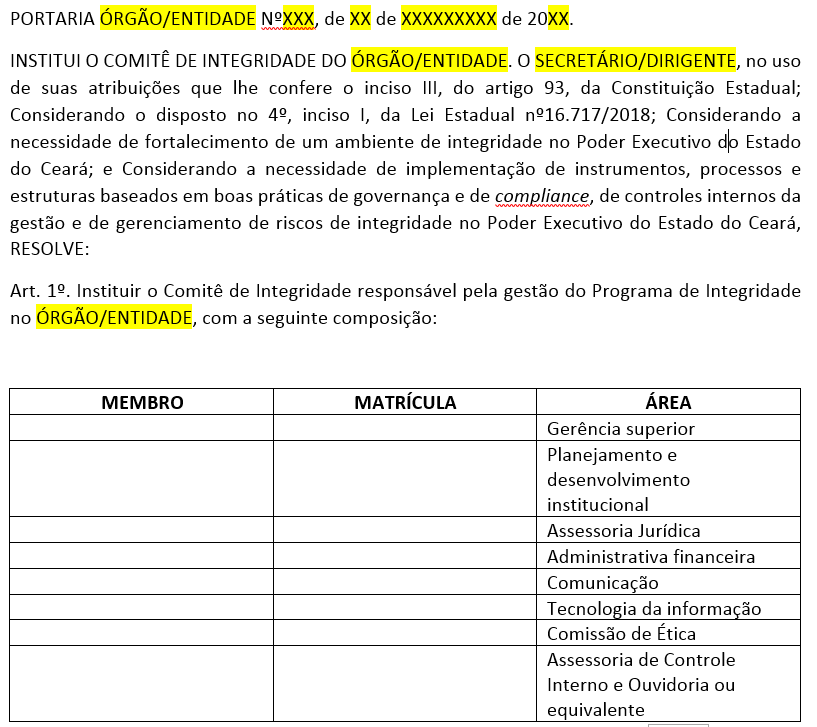 PORTARIA ÓRGÃO/ENTIDADE NºXXX, de XX de XXXXXXXXX de 20XX.
INSTITUI O COMITÊ DE INTEGRIDADE DO ÓRGÃO/ENTIDADE. O SECRETÁRIO/DIRIGENTE, no uso
de suas atribuições que lhe confere o inciso III, do artigo 93, da Constituição Estadual;
Considerando o disposto no 4º, inciso I, da Lei Estadual nº16.717/2018; Considerando a
necessidade de fortalecimento de um ambiente de integridade no Poder Executivo do Estado
do Ceará; e Considerando a necessidade de implementação de instrumentos, processos e
estruturas baseados em boas práticas de governança e de compliance, de controles internos da
gestão e de gerenciamento de riscos de integridade no Poder Executivo do Estado do Ceará,
RESOLVE:
Art. 1º. Instituir o Comitê de Integridade responsável pela gestão do Programa de Integridade
no ÓRGÃO/ENTIDADE, com a seguinte composição:
MEMBRO MATRÍCULA ÁREA
Gerência superior
Planejamento e
desenvolvimento
institucional
Assessoria Jurídica
Administrativa financeira
Comunicação
Tecnologia da informação
Comissão de Ética
Assessoria de Controle
Interno e Ouvidoria ou
equivalente